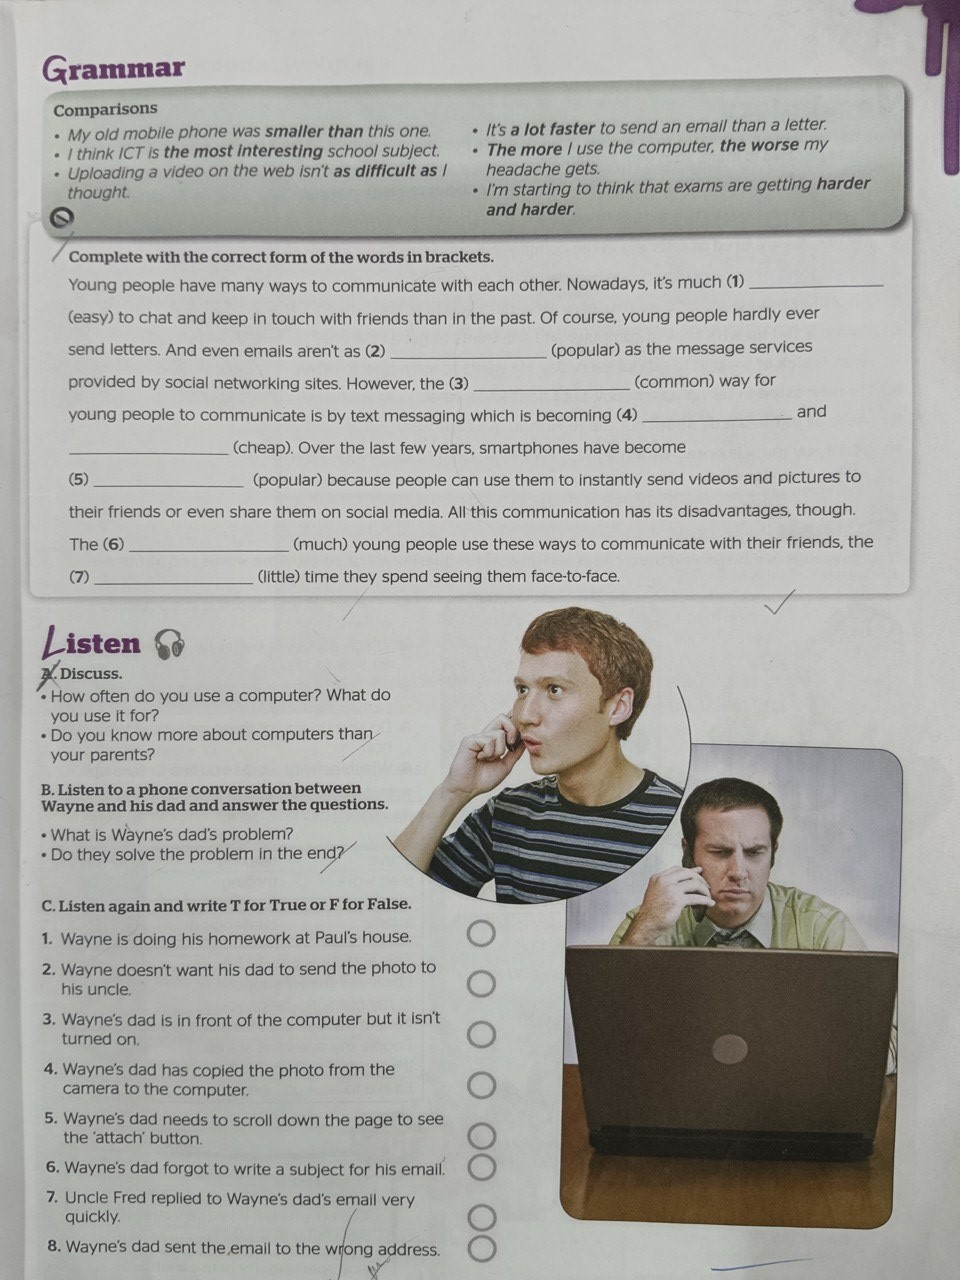 Grammar
Comparisons
• My old mobile phone was smaller than this one.
• I think ICT is the most interesting school subject.
• Uploading a video on the web isn't as difficult as I
thought.
• It's a lot faster to send an email than a letter.
• The more I use the computer, the worse my
headache gets.
• I'm starting to think that exams are getting harder
and harder.
Complete with the correct form of the words in brackets.
Young people have many ways to communicate with each other. Nowadays, it's much (1) ____________
(easy) to chat and keep in touch with friends than in the past. Of course, young people hardly ever
send letters. And even emails aren't as (2) ____________ (popular) as the message services
provided by social networking sites. However, the (3) ____________ (common) way for
young people to communicate is by text messaging which is becoming (4) ____________ and
____________ (cheap). Over the last few years, smartphones have become
(5) ____________ (popular) because people can use them to instantly send videos and pictures to
their friends or even share them on social media. All this communication has its disadvantages, though.
The (6) ____________ (much) young people use these ways to communicate with their friends, the
(7) ____________ (little) time they spend seeing them face-to-face.
Listen
A. Discuss.
• How often do you use a computer? What do
you use it for?
• Do you know more about computers than
your parents?
B. Listen to a phone conversation between
Wayne and his dad and answer the questions.
• What is Wayne's dad's problem?
• Do they solve the problem in the end?
C. Listen again and write T for True or F for False.
1. Wayne is doing his homework at Paul's house.
2. Wayne doesn't want his dad to send the photo to
his uncle.
3. Wayne's dad is in front of the computer but it isn't
turned on.
4. Wayne's dad has copied the photo from the
camera to the computer.
5. Wayne's dad needs to scroll down the page to see
the 'attach' button.
6. Wayne's dad forgot to write a subject for his email.
7. Uncle Fred replied to Wayne's dad's email very
quickly.
8. Wayne's dad sent the email to the wrong address.